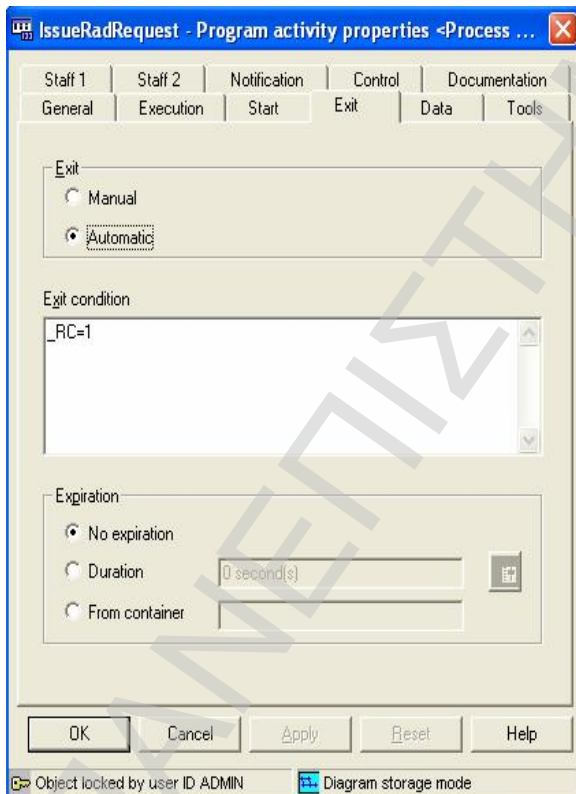 IssueRadRequest - Program activity properties <Process ...
Staff 1 Staff 2 Notification Control Documentation
General Execution Start Exit Data Tools
Exit
Manual
Automatic
Exit condition
_RC=1
Expiration
No expiration
Duration 0 second(s)
From container
OK Cancel Apply Reset Help
Object locked by user ID ADMIN Diagram storage mode
ΠΑΝΕΠΙΣΤΗ